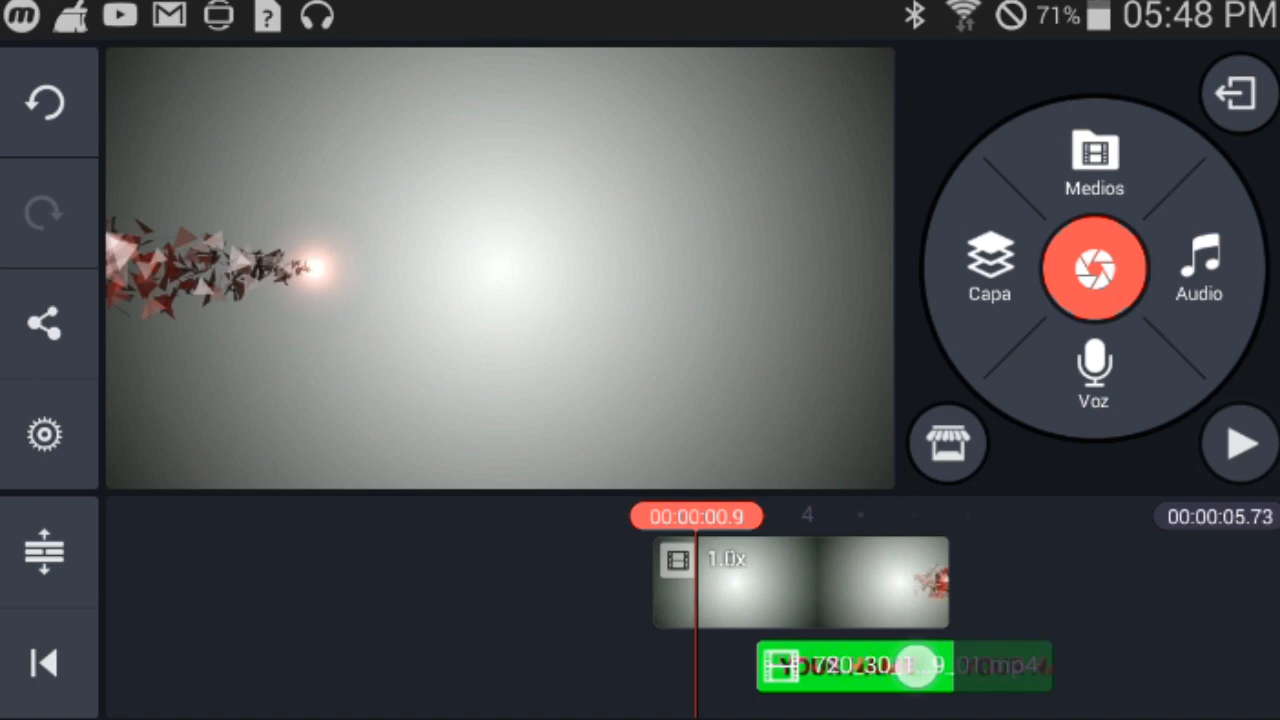 71% 05:48 PM
Medios
Capa
Audio
Voz
00:00:00.9
4
00:00:05.73
1.0x